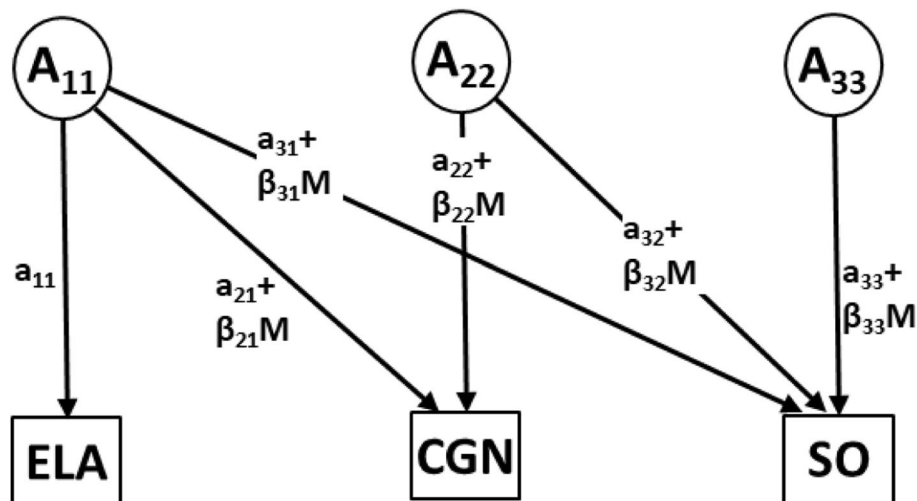 A₁₁ A₂₂ A₃₃
a₃₁+
β₃₁M
a₂₂+
β₂₂M
a₃₂+
β₃₂M
a₁₁
a₂₁+
β₂₁M
a₃₃+
β₃₃M
ELA CGN SO